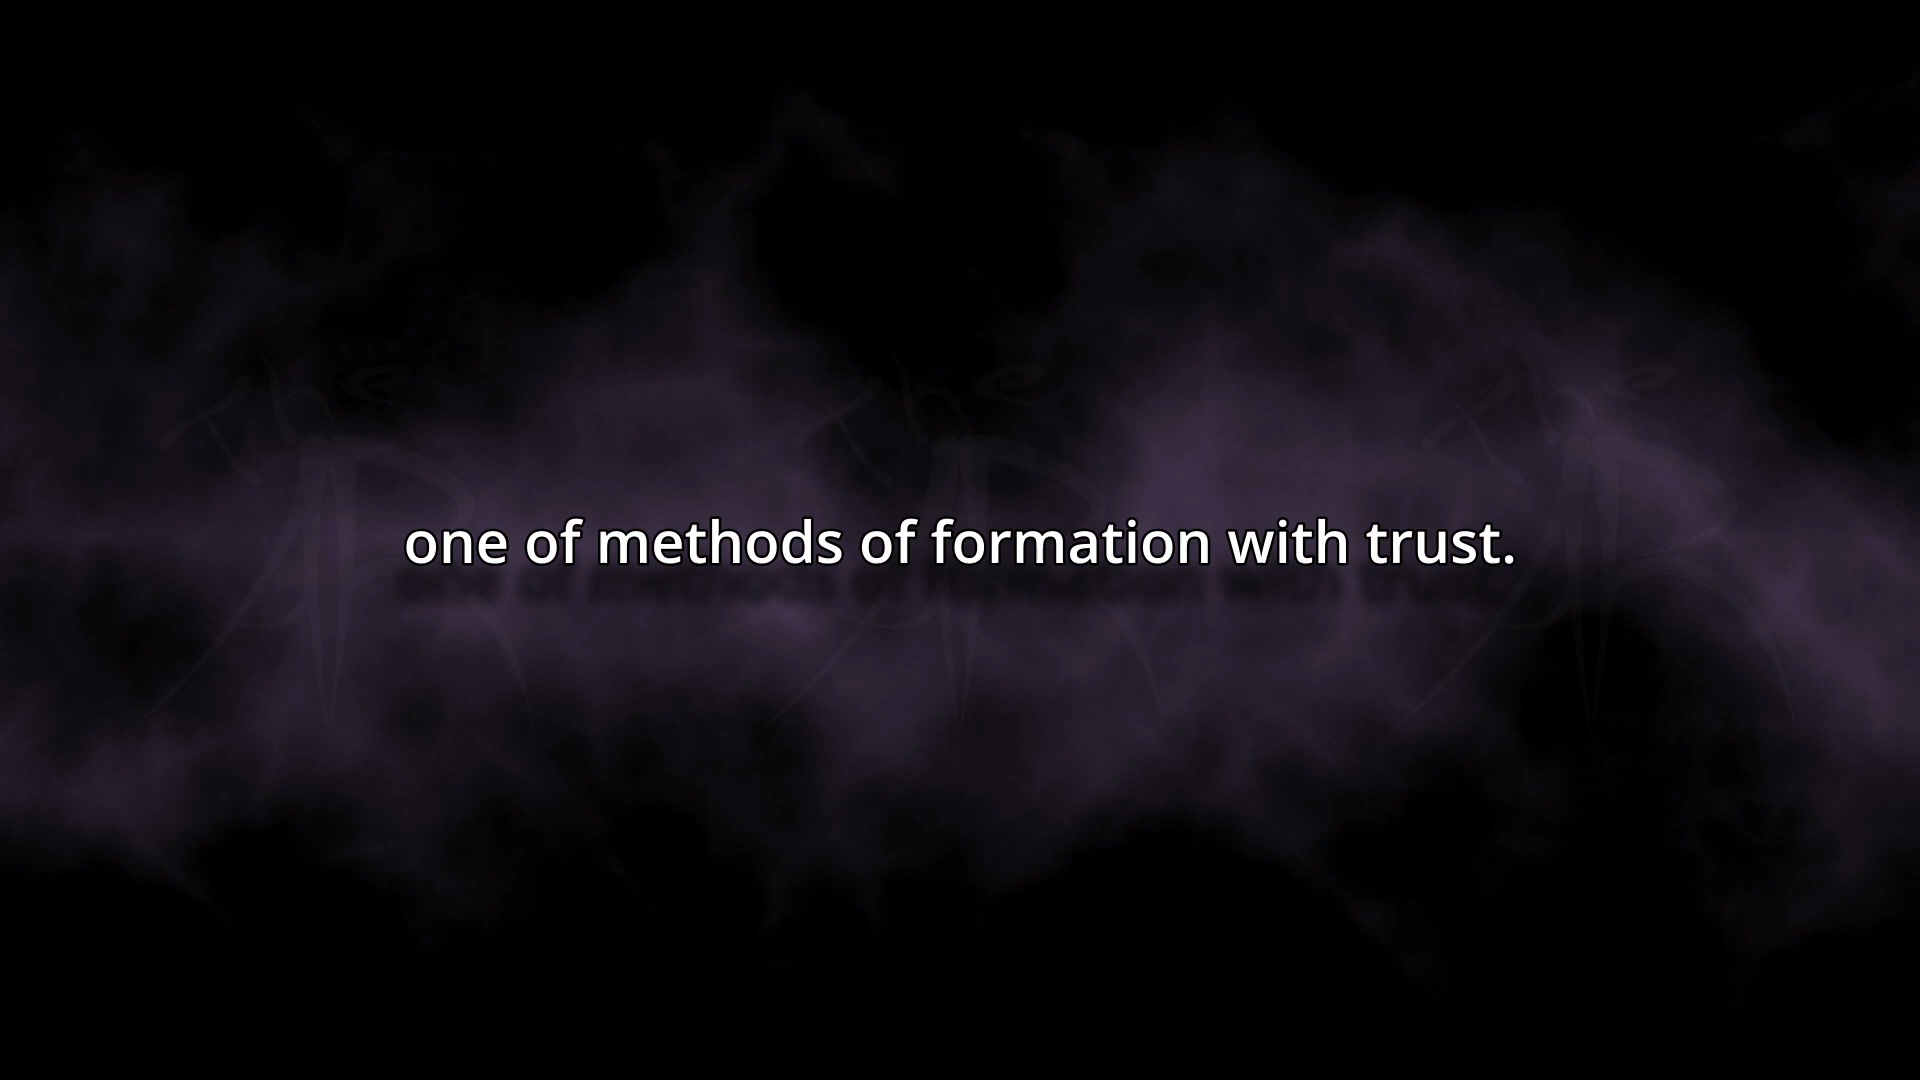 one of methods of formation with trust.